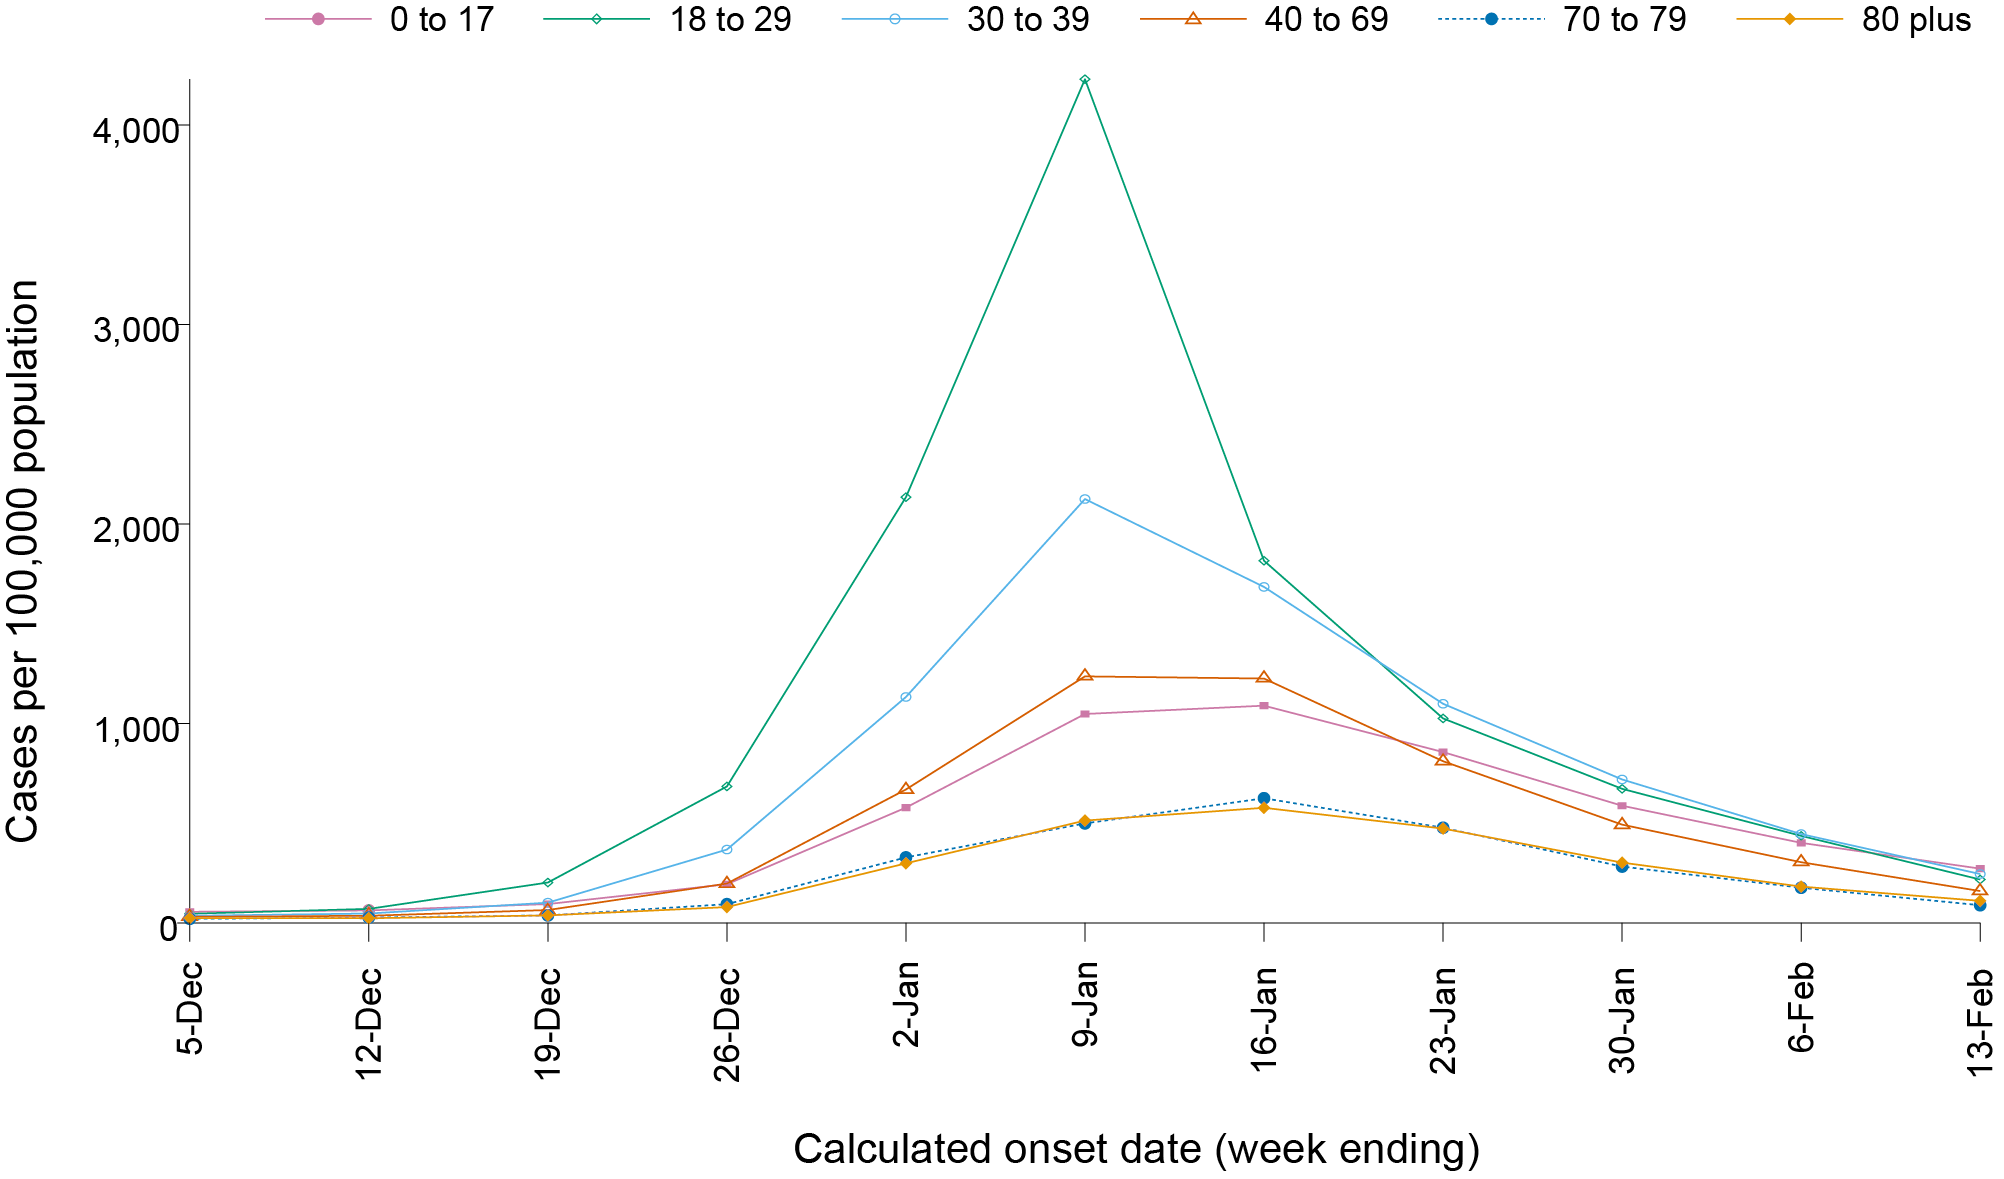 0 to 17 18 to 29 30 to 39 40 to 69 70 to 79 80 plus
Cases per 100,000 population
4,000
3,000
2,000
1,000
0
5-Dec 12-Dec 19-Dec 26-Dec 2-Jan 9-Jan 16-Jan 23-Jan 30-Jan 6-Feb 13-Feb
Calculated onset date (week ending)